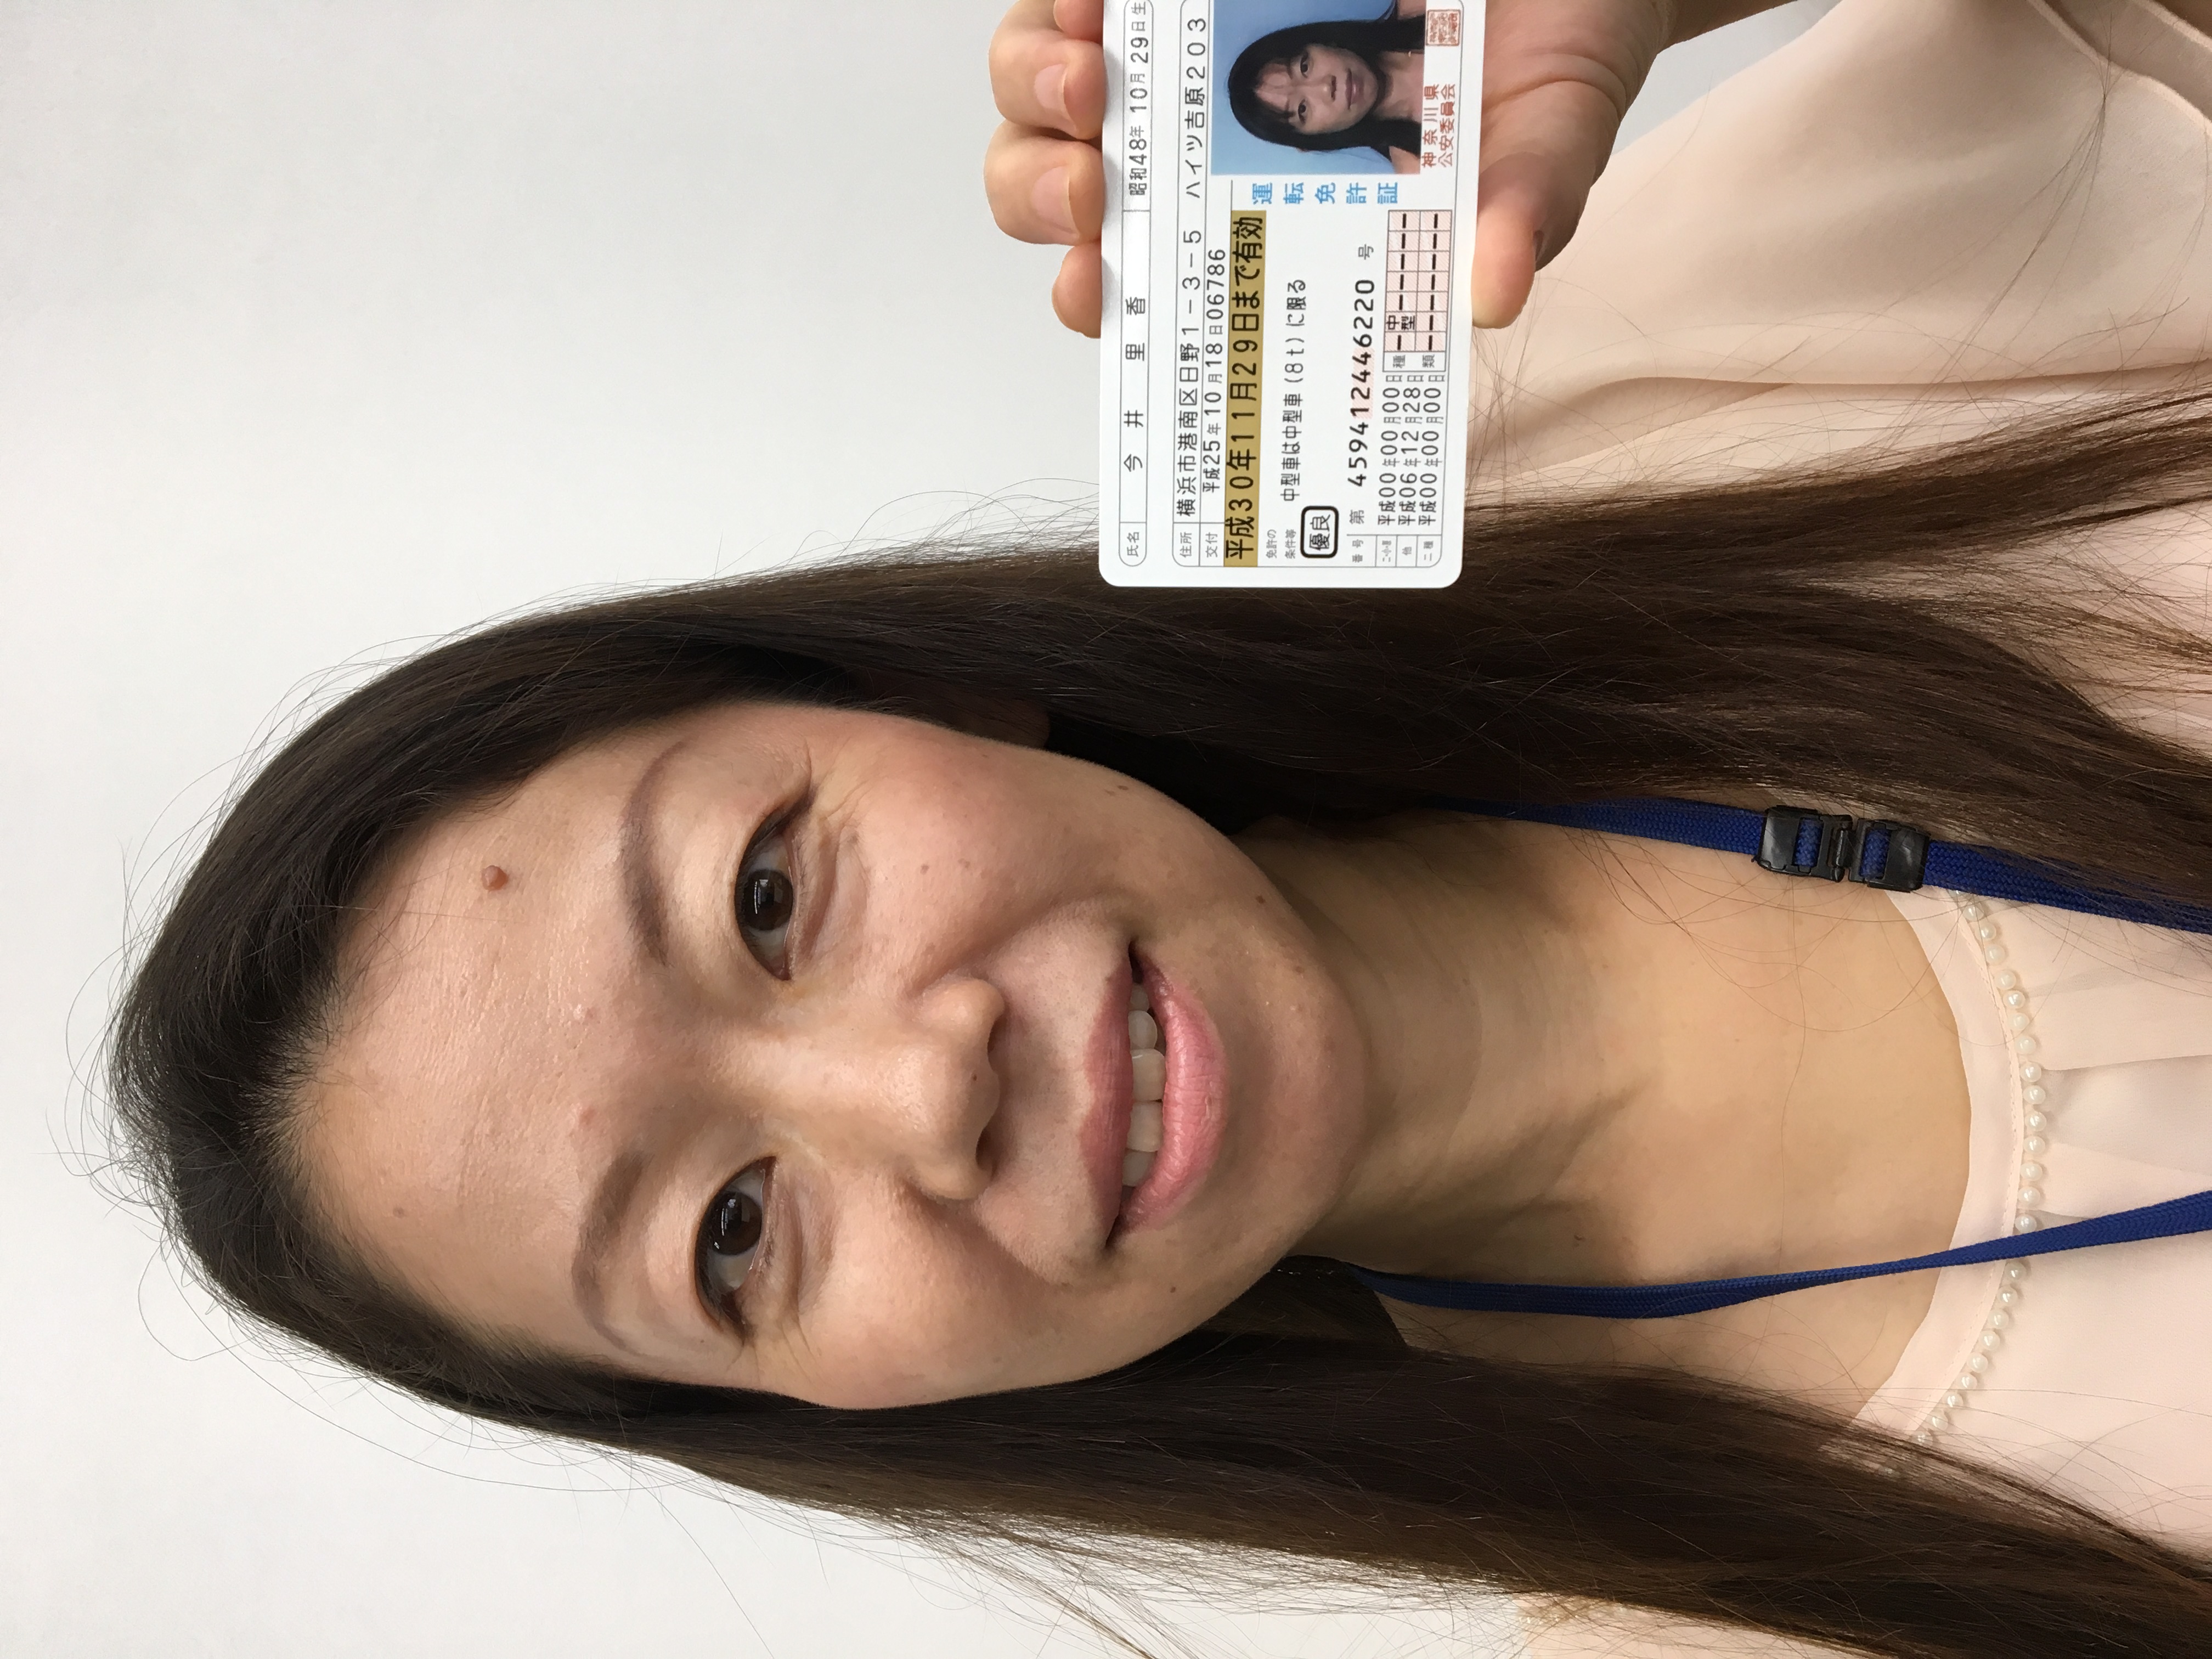 氏名 今井 里香 昭和48年10月29日生
住所 横浜市港南区日野1-3-5 ハイツ吉原203
交付 平成25年10月18日06786
平成30年11月29日まで有効
免許の
条件等
中型車は中型車(8t)に限る
優良
番号 第 459412446220 号
二・小・原 平成00年00月00日
他 平成06年12月28日
二種 平成00年00月00日
種類
中型
運転免許証
神奈川県
公安委員会